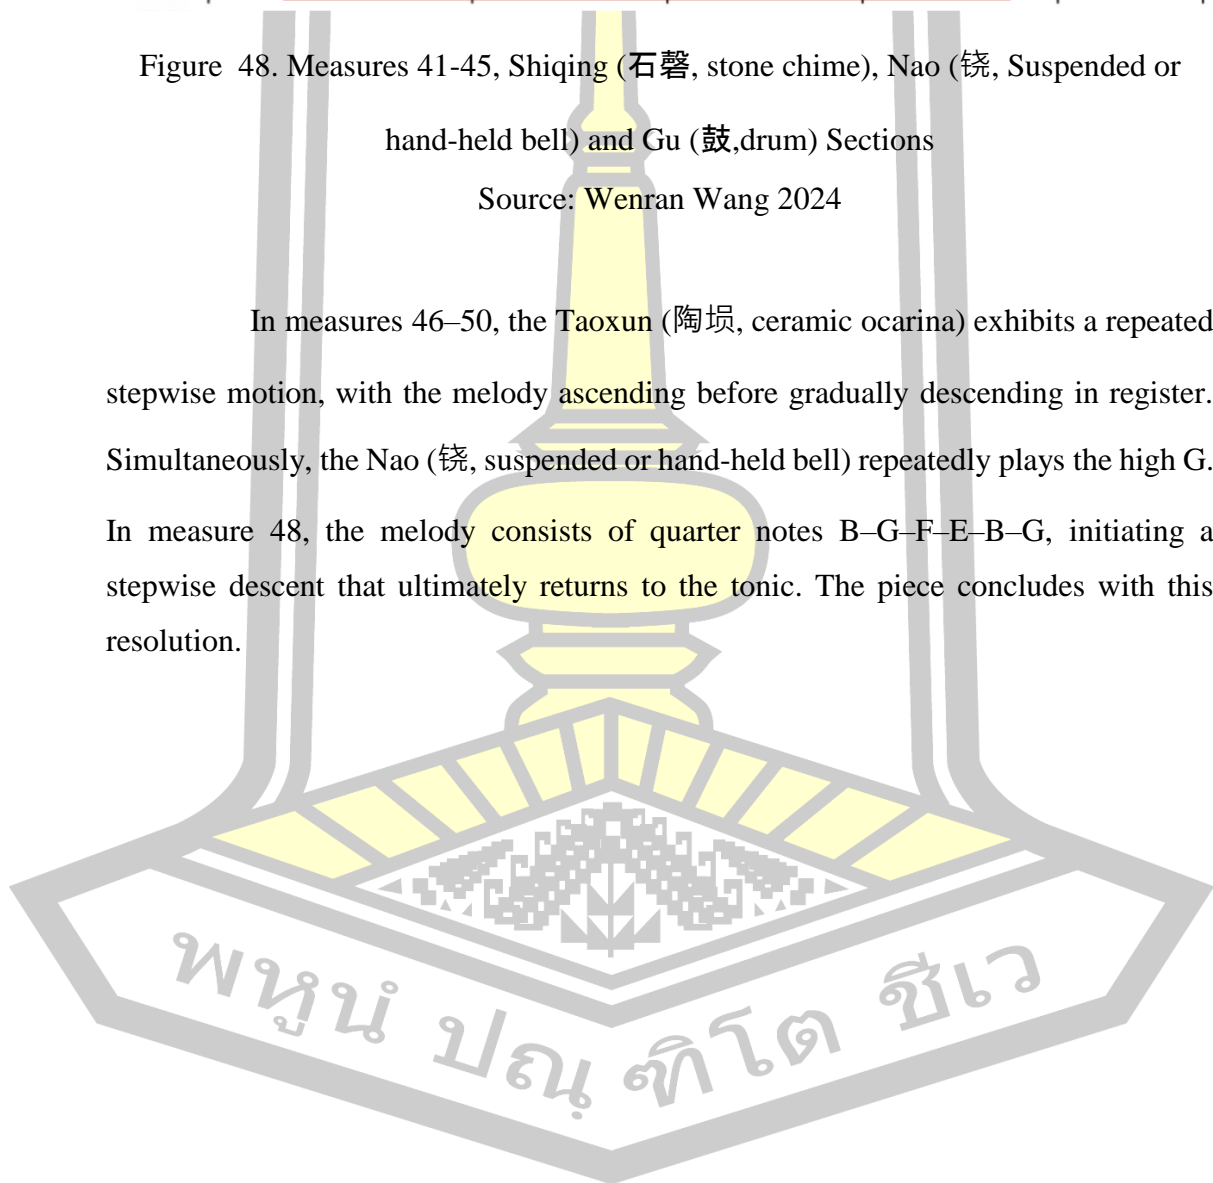 Figure 48. Measures 41-45, Shiqing (石磬, stone chime), Nao (铙, Suspended or
hand-held bell) and Gu (鼓,drum) Sections
Source: Wenran Wang 2024
In measures 46–50, the Taoxun (陶埙, ceramic ocarina) exhibits a repeated
stepwise motion, with the melody ascending before gradually descending in register.
Simultaneously, the Nao (铙, suspended or hand-held bell) repeatedly plays the high G.
In measure 48, the melody consists of quarter notes B–G–F–E–B–G, initiating a
stepwise descent that ultimately returns to the tonic. The piece concludes with this
resolution.
พหูนํ ปณฺฑิโต ชีเว